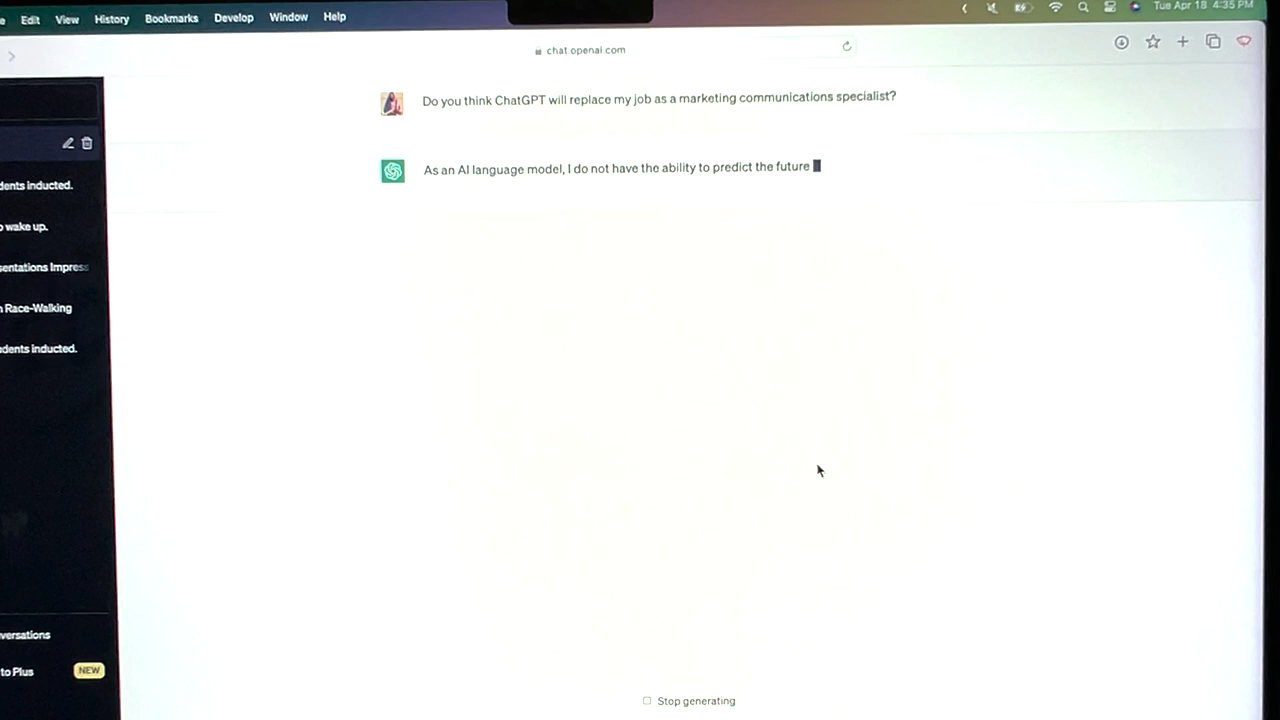 Edit View History Bookmarks Develop Window Help
Tue Apr 18 4:35 PM
chat.openai.com
Do you think ChatGPT will replace my job as a marketing communications specialist?
As an AI language model, I do not have the ability to predict the future
dents inducted.
wake up.
sentations Impress
Race-Walking
udents inducted.
versations
to Plus NEW
Stop generating